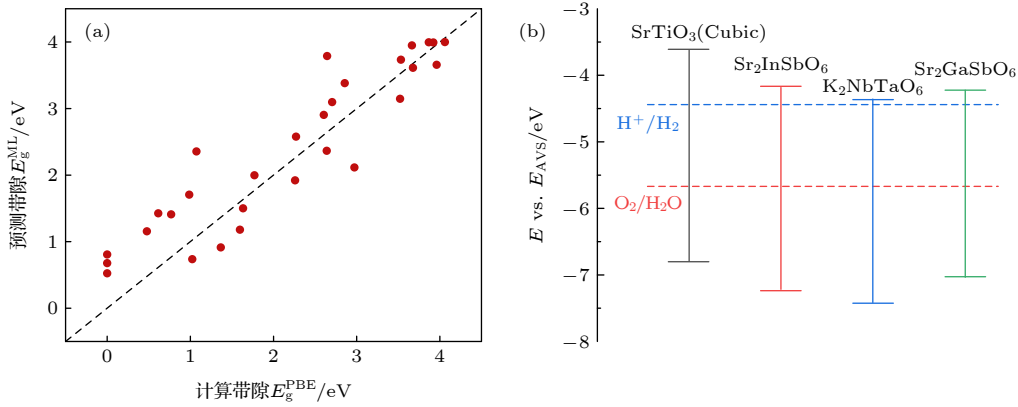 (a)
4
3
2
1
0
预测带隙E_g^ML/eV
0 1 2 3 4
计算带隙E_g^PBE/eV
(b)
−3
−4
−5
−6
−7
−8
E vs. E_AVS/eV
SrTiO₃(Cubic)
Sr₂InSbO₆
K₂NbTaO₆
Sr₂GaSbO₆
H⁺/H₂
O₂/H₂O